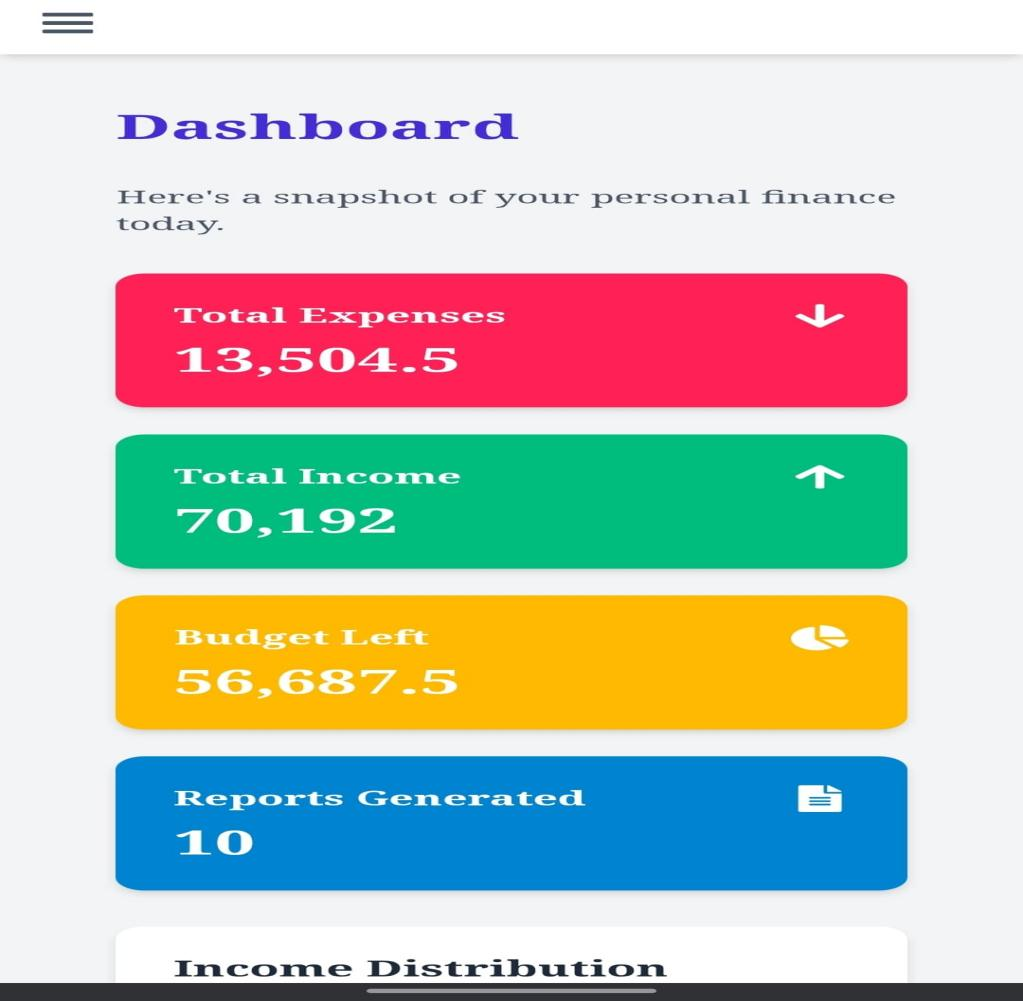 Dashboard
Here's a snapshot of your personal finance
today.
Total Expenses
13,504.5
Total Income
70,192
Budget Left
56,687.5
Reports Generated
10
Income Distribution